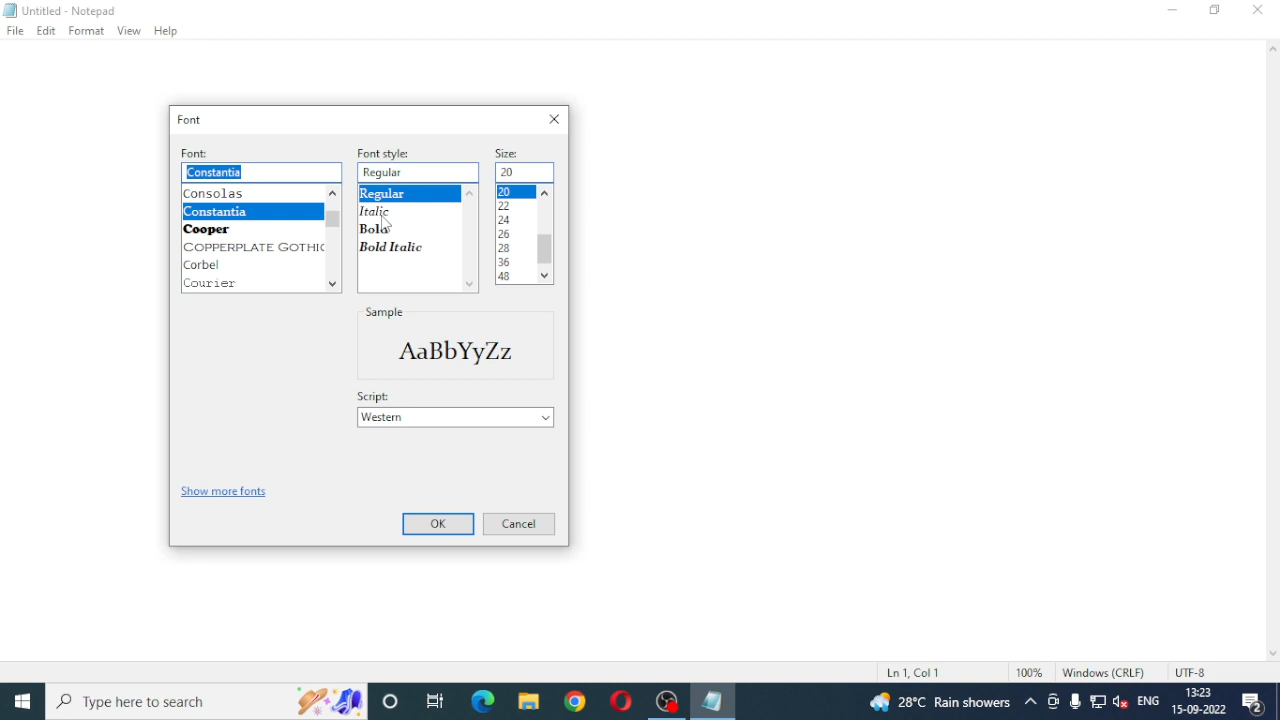 Untitled - Notepad
File Edit Format View Help
Font
Font: Font style: Size:
Constantia Regular 20
Consolas Regular 20
Constantia Italic 22
Cooper Bold 24
COPPERPLATE GOTHIC Bold Italic 26
Corbel 28
Courier 36
48
Sample
AaBbYyZz
Script:
Western
Show more fonts
OK Cancel
Ln 1, Col 1 100% Windows (CRLF) UTF-8
Type here to search 28°C Rain showers ENG 13:23
15-09-2022 2